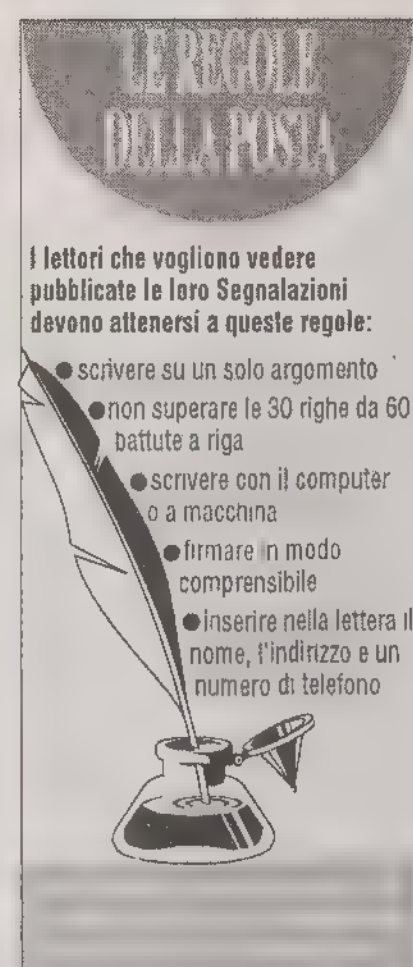 LE REGOLE
DELLA POSTA
I lettori che vogliono vedere
pubblicate le loro Segnalazioni
devono attenersi a queste regole:
● scrivere su un solo argomento
● non superare le 30 righe da 60
battute a riga
● scrivere con il computer
o a macchina
● firmare in modo
comprensibile
● inserire nella lettera il
nome, l'indirizzo e un
numero di telefono